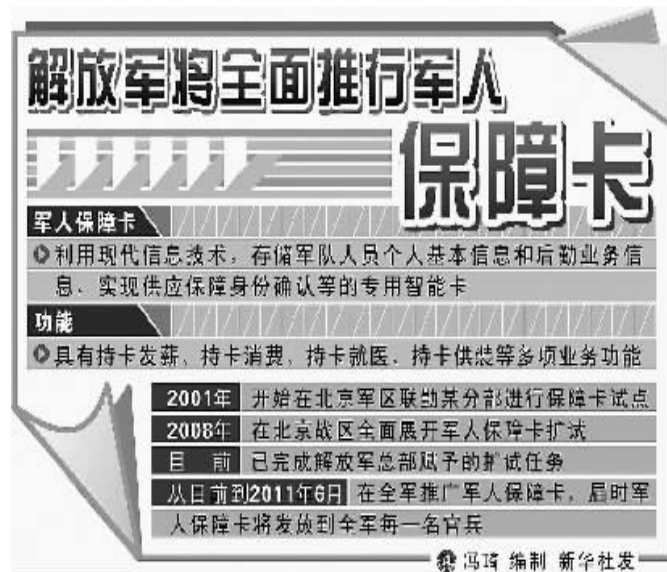 解放军将全面推行军人
保障卡
军人保障卡
利用现代信息技术，存储军队人员个人基本信息和后勤业务信
息、实现供应保障身份确认等的专用智能卡
功能
具有持卡发薪、持卡消费、持卡就医、持卡供装等多项业务功能
2001年 开始在北京军区联勤某分部进行保障卡试点
2008年 在北京战区全面展开军人保障卡扩试
目 前 已完成解放军总部赋予的扩试任务
从目前到2011年6月 在全军推广军人保障卡，届时军
人保障卡将发放到全军每一名官兵
冯琦 编制 新华社发